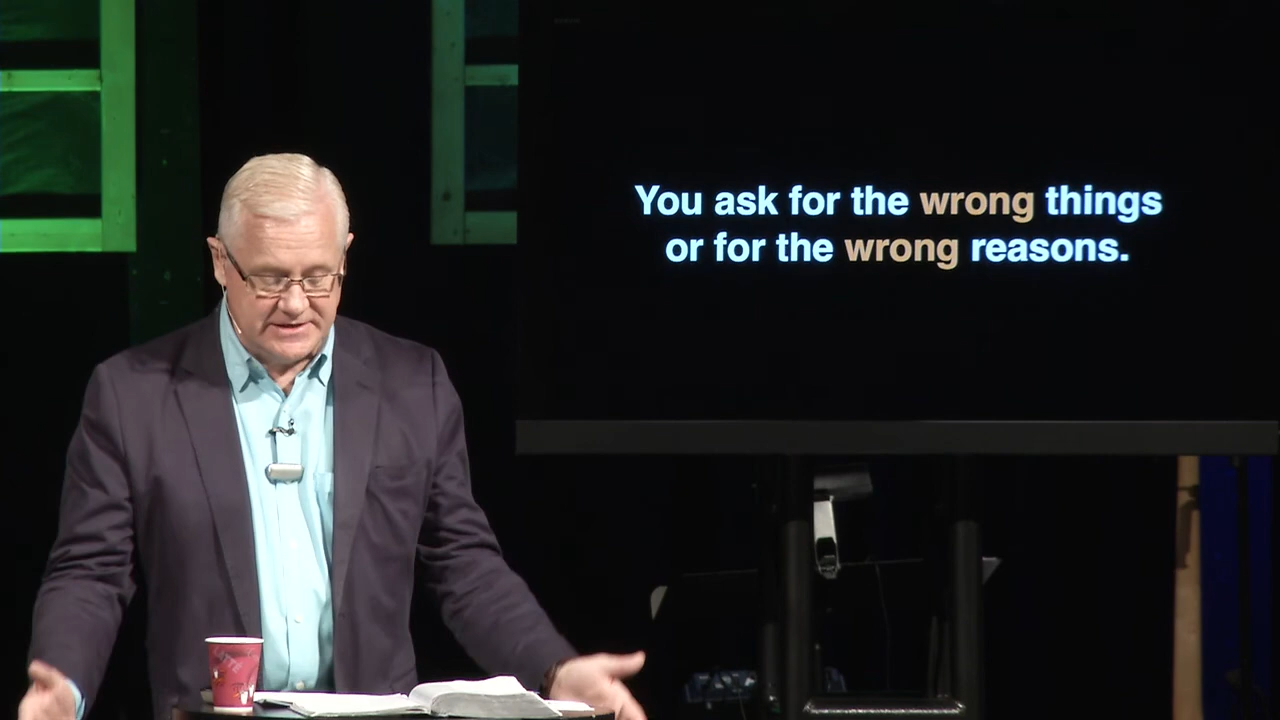 You ask for the wrong things
or for the wrong reasons.